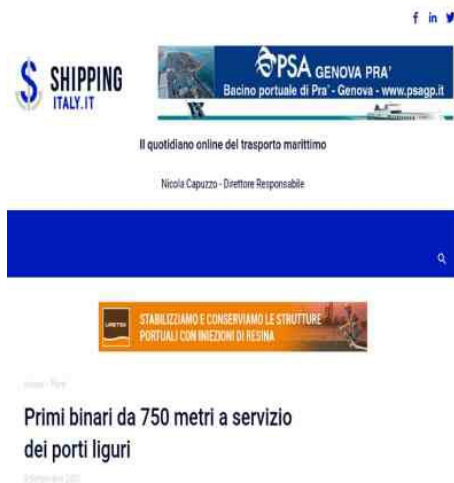 f in
SHIPPING
ITALY.IT
PSA GENOVA PRA'
Bacino portuale di Pra' - Genova - www.psagp.it
Il quotidiano online del trasporto marittimo
Nicola Capuzzo - Direttore Responsabile
URETEK
STABILIZZIAMO E CONSERVIAMO LE STRUTTURE
PORTUALI CON INIEZIONI DI RESINA
Primi binari da 750 metri a servizio
dei porti liguri